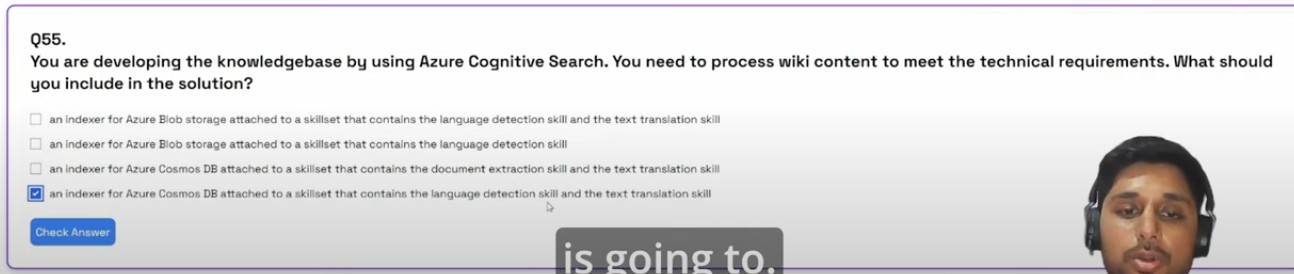 Q55.
You are developing the knowledgebase by using Azure Cognitive Search. You need to process wiki content to meet the technical requirements. What should
you include in the solution?
an indexer for Azure Blob storage attached to a skillset that contains the language detection skill and the text translation skill
an indexer for Azure Blob storage attached to a skillset that contains the language detection skill
an indexer for Azure Cosmos DB attached to a skillset that contains the document extraction skill and the text translation skill
an indexer for Azure Cosmos DB attached to a skillset that contains the language detection skill and the text translation skill
Check Answer
is going to.